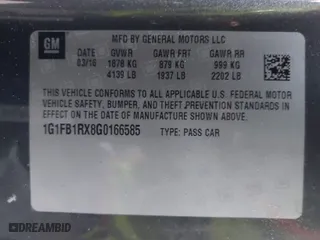 GM
MFD BY GENERAL MOTORS LLC
DATE GVWR GAWR FRT GAWR RR
03/16 1878 KG 879 KG 999 KG
4139 LB 1937 LB 2202 LB
THIS VEHICLE CONFORMS TO ALL APPLICABLE U.S. FEDERAL MOTOR
VEHICLE SAFETY, BUMPER, AND THEFT PREVENTION STANDARDS
IN EFFECT ON THE DATE OF MANUFACTURE SHOWN ABOVE.
1G1FB1RX8G0166585 TYPE: PASS CAR
DREAMBID